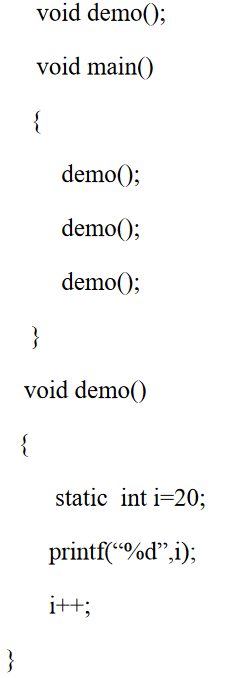 void demo();
void main()
{
demo();
demo();
demo();
}
void demo()
{
static  int i=20;
printf(“%d”,i);
i++;
}